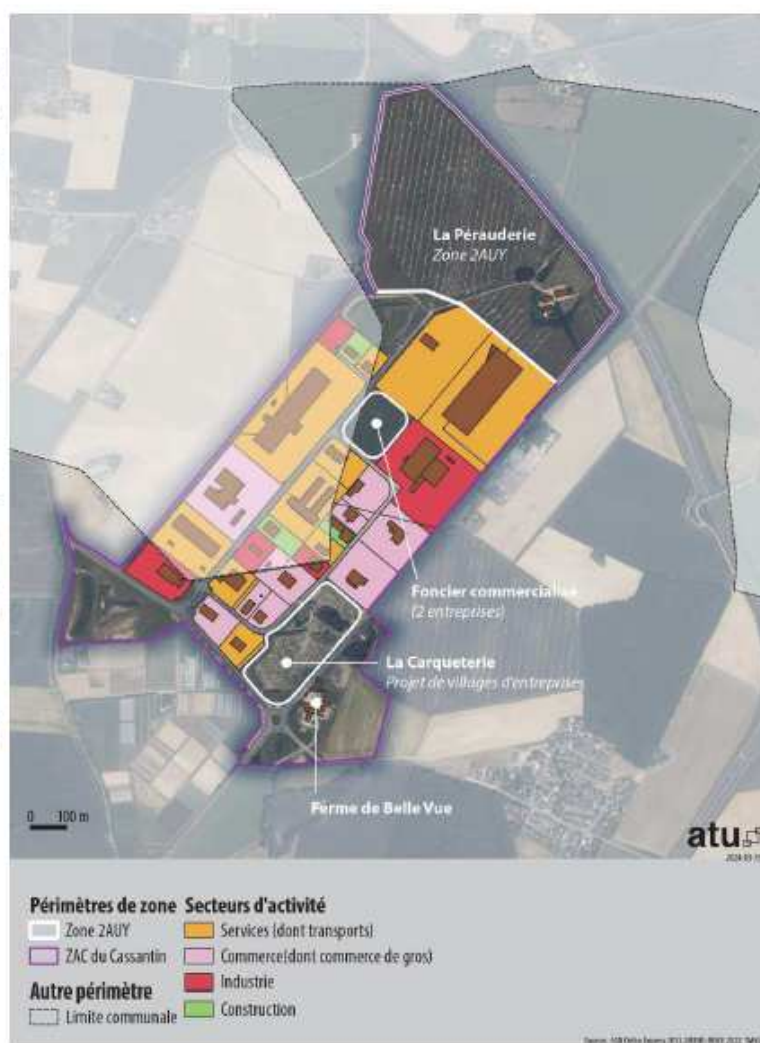 La Pérauderie
Zone 2AUY
Foncier commercialisé
(2 entreprises)
La Carqueterie
Projet de villages d'entreprises
Ferme de Belle Vue
0 100 m
atu
Périmètres de zone
Zone 2AUY
ZAC du Cassantin
Autre périmètre
Limite communale
Secteurs d'activité
Services (dont transports)
Commerce(dont commerce de gros)
Industrie
Construction